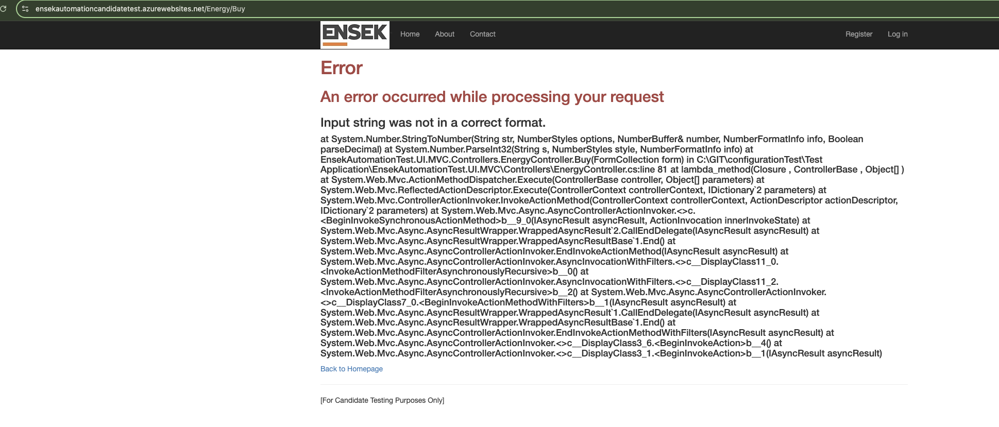 ensekautomationcandidatetest.azurewebsites.net/Energy/Buy
ENSEK Home About Contact Register Log in
Error
An error occurred while processing your request
Input string was not in a correct format.
at System.Number.StringToNumber(String str, NumberStyles options, NumberBuffer& number, NumberFormatInfo info, Boolean
parseDecimal) at System.Number.ParseInt32(String s, NumberStyles style, NumberFormatInfo info) at
EnsekAutomationTest.UI.MVC.Controllers.EnergyController.Buy(FormCollection form) in C:\GIT\configurationTest\Test
Application\EnsekAutomationTest.UI.MVC\Controllers\EnergyController.cs:line 81 at lambda_method(Closure , ControllerBase , Object[] )
at System.Web.Mvc.ActionMethodDispatcher.Execute(ControllerBase controller, Object[] parameters) at
System.Web.Mvc.ReflectedActionDescriptor.Execute(ControllerContext controllerContext, IDictionary`2 parameters) at
System.Web.Mvc.ControllerActionInvoker.InvokeActionMethod(ControllerContext controllerContext, ActionDescriptor actionDescriptor,
IDictionary`2 parameters) at System.Web.Mvc.Async.AsyncControllerActionInvoker.<>c.
<BeginInvokeSynchronousActionMethod>b__9_0(IAsyncResult asyncResult, ActionInvocation innerInvokeState) at
System.Web.Mvc.Async.AsyncResultWrapper.WrappedAsyncResult`2.CallEndDelegate(IAsyncResult asyncResult) at
System.Web.Mvc.Async.AsyncResultWrapper.WrappedAsyncResultBase`1.End() at
System.Web.Mvc.Async.AsyncControllerActionInvoker.EndInvokeActionMethod(IAsyncResult asyncResult) at
System.Web.Mvc.Async.AsyncControllerActionInvoker.AsyncInvocationWithFilters.<>c__DisplayClass11_0.
<InvokeActionMethodFilterAsynchronouslyRecursive>b__0() at
System.Web.Mvc.Async.AsyncControllerActionInvoker.AsyncInvocationWithFilters.<>c__DisplayClass11_2.
<InvokeActionMethodFilterAsynchronouslyRecursive>b__2() at System.Web.Mvc.Async.AsyncControllerActionInvoker.
<>c__DisplayClass7_0.<BeginInvokeActionMethodWithFilters>b__1(IAsyncResult asyncResult) at
System.Web.Mvc.Async.AsyncResultWrapper.WrappedAsyncResult`1.CallEndDelegate(IAsyncResult asyncResult) at
System.Web.Mvc.Async.AsyncResultWrapper.WrappedAsyncResultBase`1.End() at
System.Web.Mvc.Async.AsyncControllerActionInvoker.EndInvokeActionMethodWithFilters(IAsyncResult asyncResult) at
System.Web.Mvc.Async.AsyncControllerActionInvoker.<>c__DisplayClass3_6.<BeginInvokeAction>b__4() at
System.Web.Mvc.Async.AsyncControllerActionInvoker.<>c__DisplayClass3_1.<BeginInvokeAction>b__1(IAsyncResult asyncResult)
Back to Homepage
[For Candidate Testing Purposes Only]